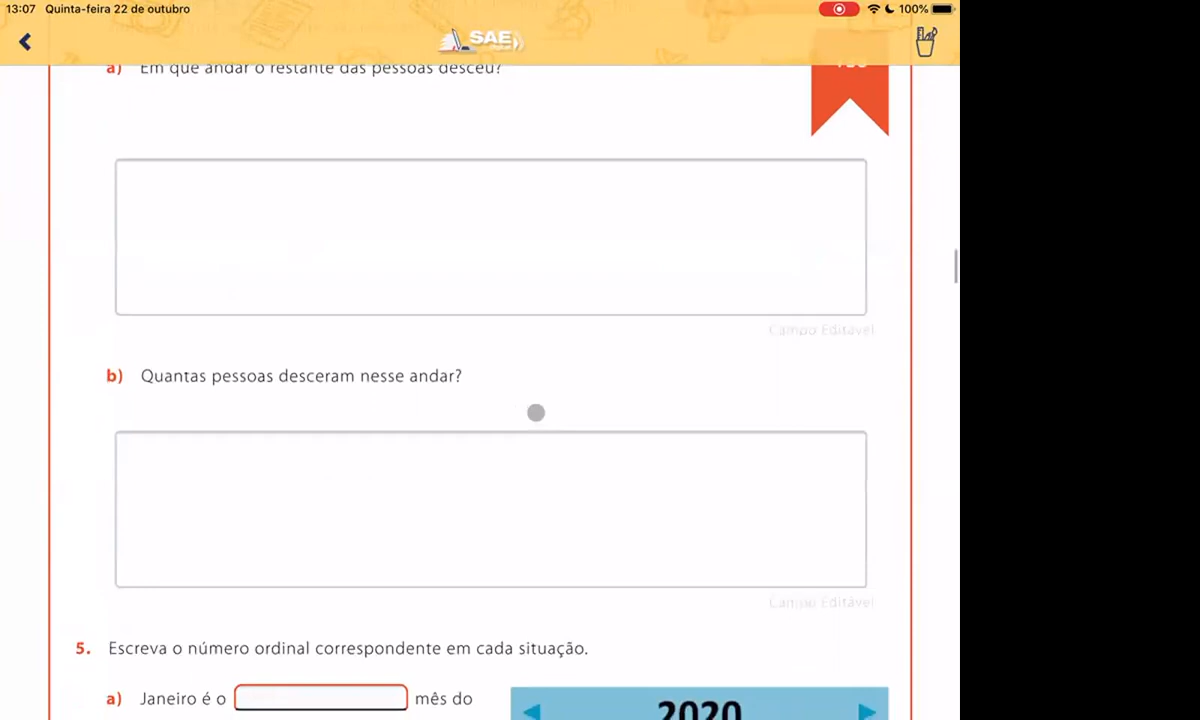 13:07 Quinta-feira 22 de outubro
100%
SAE
a) Em que andar o restante das pessoas desceu?
Campo Editável
b) Quantas pessoas desceram nesse andar?
Campo Editável
5. Escreva o número ordinal correspondente em cada situação.
a) Janeiro é o mês do
2020